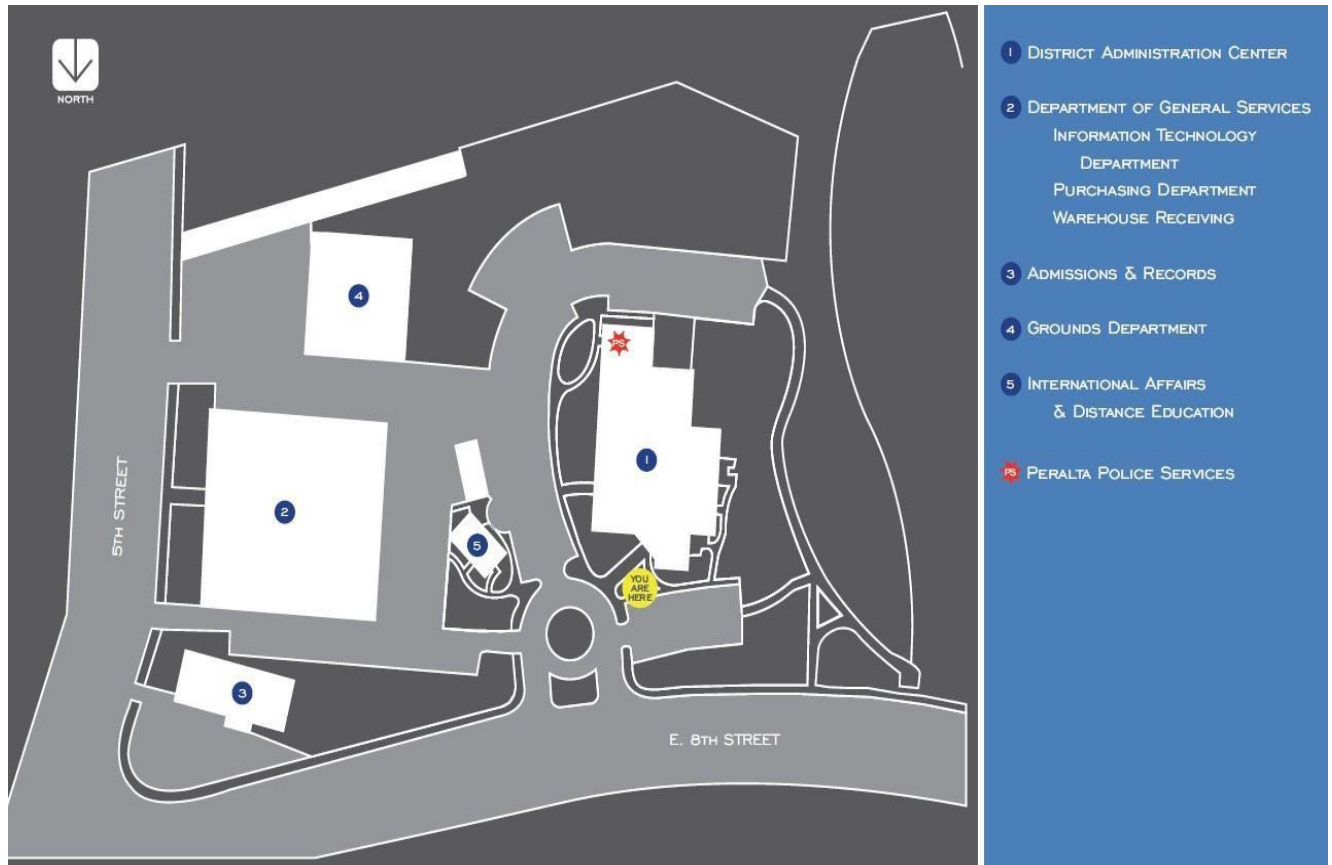 NORTH
4
PS
1
2
5
5TH STREET
YOU
ARE
HERE
3
E. 8TH STREET
1 DISTRICT ADMINISTRATION CENTER
2 DEPARTMENT OF GENERAL SERVICES
INFORMATION TECHNOLOGY
DEPARTMENT
PURCHASING DEPARTMENT
WAREHOUSE RECEIVING
3 ADMISSIONS & RECORDS
4 GROUNDS DEPARTMENT
5 INTERNATIONAL AFFAIRS
& DISTANCE EDUCATION
PS PERALTA POLICE SERVICES